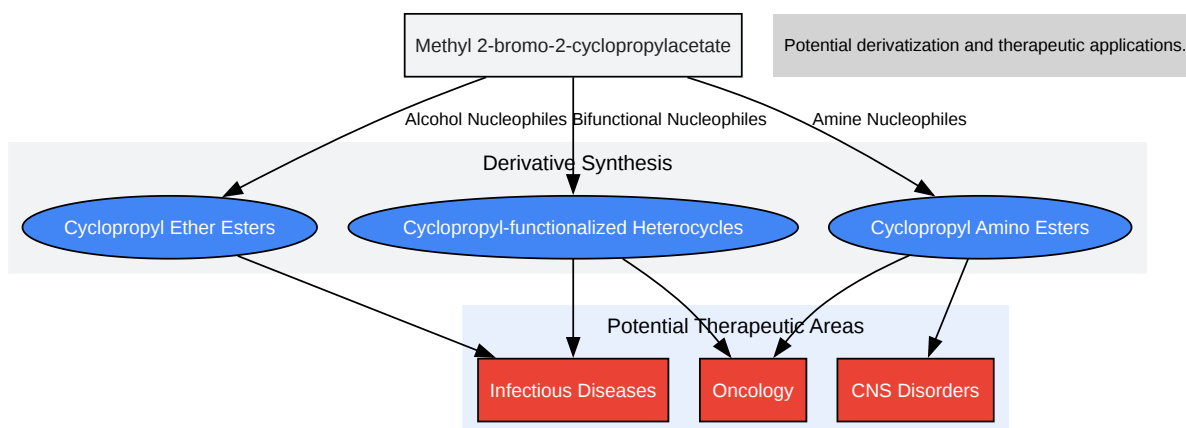 Methyl 2-bromo-2-cyclopropylacetate
Potential derivatization and therapeutic applications.
Alcohol Nucleophiles
Bifunctional Nucleophiles
Amine Nucleophiles
Derivative Synthesis
Cyclopropyl Ether Esters
Cyclopropyl-functionalized Heterocycles
Cyclopropyl Amino Esters
Potential Therapeutic Areas
Infectious Diseases
Oncology
CNS Disorders